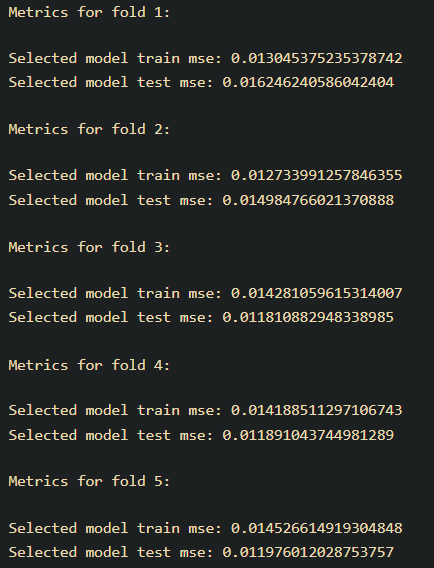 Metrics for fold 1:
Selected model train mse: 0.013045375235378742
Selected model test mse: 0.016246240586042404
Metrics for fold 2:
Selected model train mse: 0.012733991257846355
Selected model test mse: 0.014984766021370888
Metrics for fold 3:
Selected model train mse: 0.014281059615314007
Selected model test mse: 0.011810882948338985
Metrics for fold 4:
Selected model train mse: 0.014188511297106743
Selected model test mse: 0.011891043744981289
Metrics for fold 5:
Selected model train mse: 0.014526614919304848
Selected model test mse: 0.011976012028753757